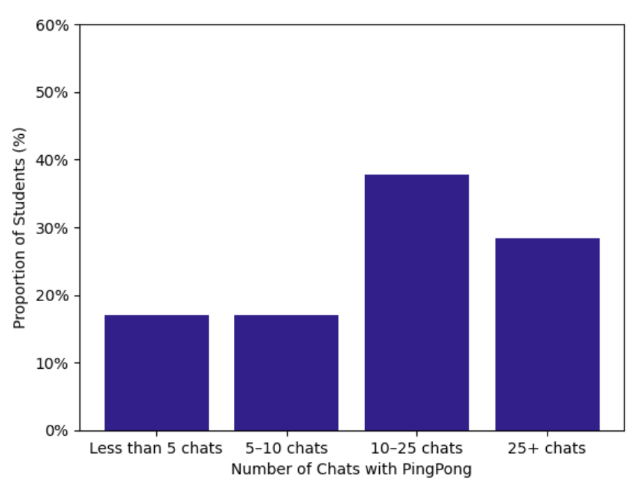 60%
50%
40%
30%
20%
10%
0%
Proportion of Students (%)
Less than 5 chats
5–10 chats
10–25 chats
25+ chats
Number of Chats with PingPong